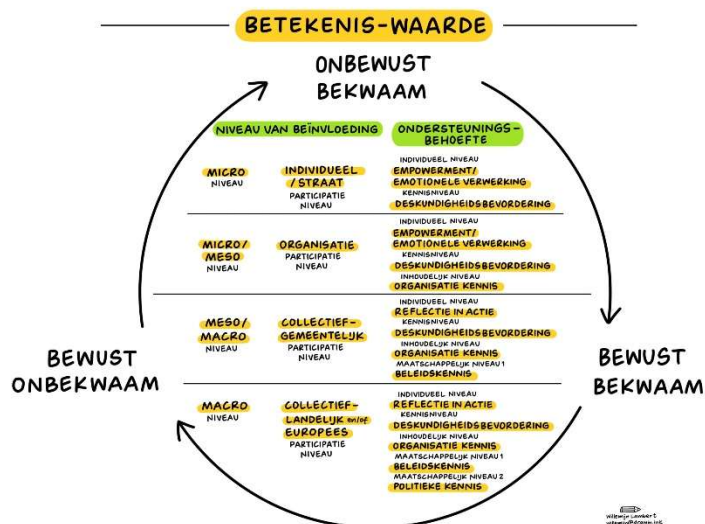 BETEKENIS-WAARDE
ONBEWUST
BEKWAAM
NIVEAU VAN BEÏNVLOEDING
ONDERSTEUNINGS-
BEHOEFTE
MICRO
NIVEAU
INDIVIDUEEL
/STRAAT
PARTICIPATIE
NIVEAU
INDIVIDUEEL NIVEAU
EMPOWERMENT/
EMOTIONELE VERWERKING
KENNISNIVEAU
DESKUNDIGHEIDSBEVORDERING
MICRO/
MESO
NIVEAU
ORGANISATIE
PARTICIPATIE
NIVEAU
INDIVIDUEEL NIVEAU
EMPOWERMENT/
EMOTIONELE VERWERKING
KENNISNIVEAU
DESKUNDIGHEIDSBEVORDERING
INHOUDELIJK NIVEAU
ORGANISATIE KENNIS
MESO/
MACRO
NIVEAU
COLLECTIEF-
GEMEENTELIJK
PARTICIPATIE
NIVEAU
INDIVIDUEEL NIVEAU
REFLECTIE IN ACTIE
KENNISNIVEAU
DESKUNDIGHEIDSBEVORDERING
INHOUDELIJK NIVEAU
ORGANISATIE KENNIS
MAATSCHAPPELIJK NIVEAU 1
BELEIDSKENNIS
MACRO
NIVEAU
COLLECTIEF-
LANDELIJK en/of
EUROPEES
PARTICIPATIE
NIVEAU
INDIVIDUEEL NIVEAU
REFLECTIE IN ACTIE
KENNISNIVEAU
DESKUNDIGHEIDSBEVORDERING
INHOUDELIJK NIVEAU
ORGANISATIE KENNIS
MAATSCHAPPELIJK NIVEAU 1
BELEIDSKENNIS
MAATSCHAPPELIJK NIVEAU 2
POLITIEKE KENNIS
BEWUST
ONBEKWAAM
BEWUST
BEKWAAM
Willemijn Lambert